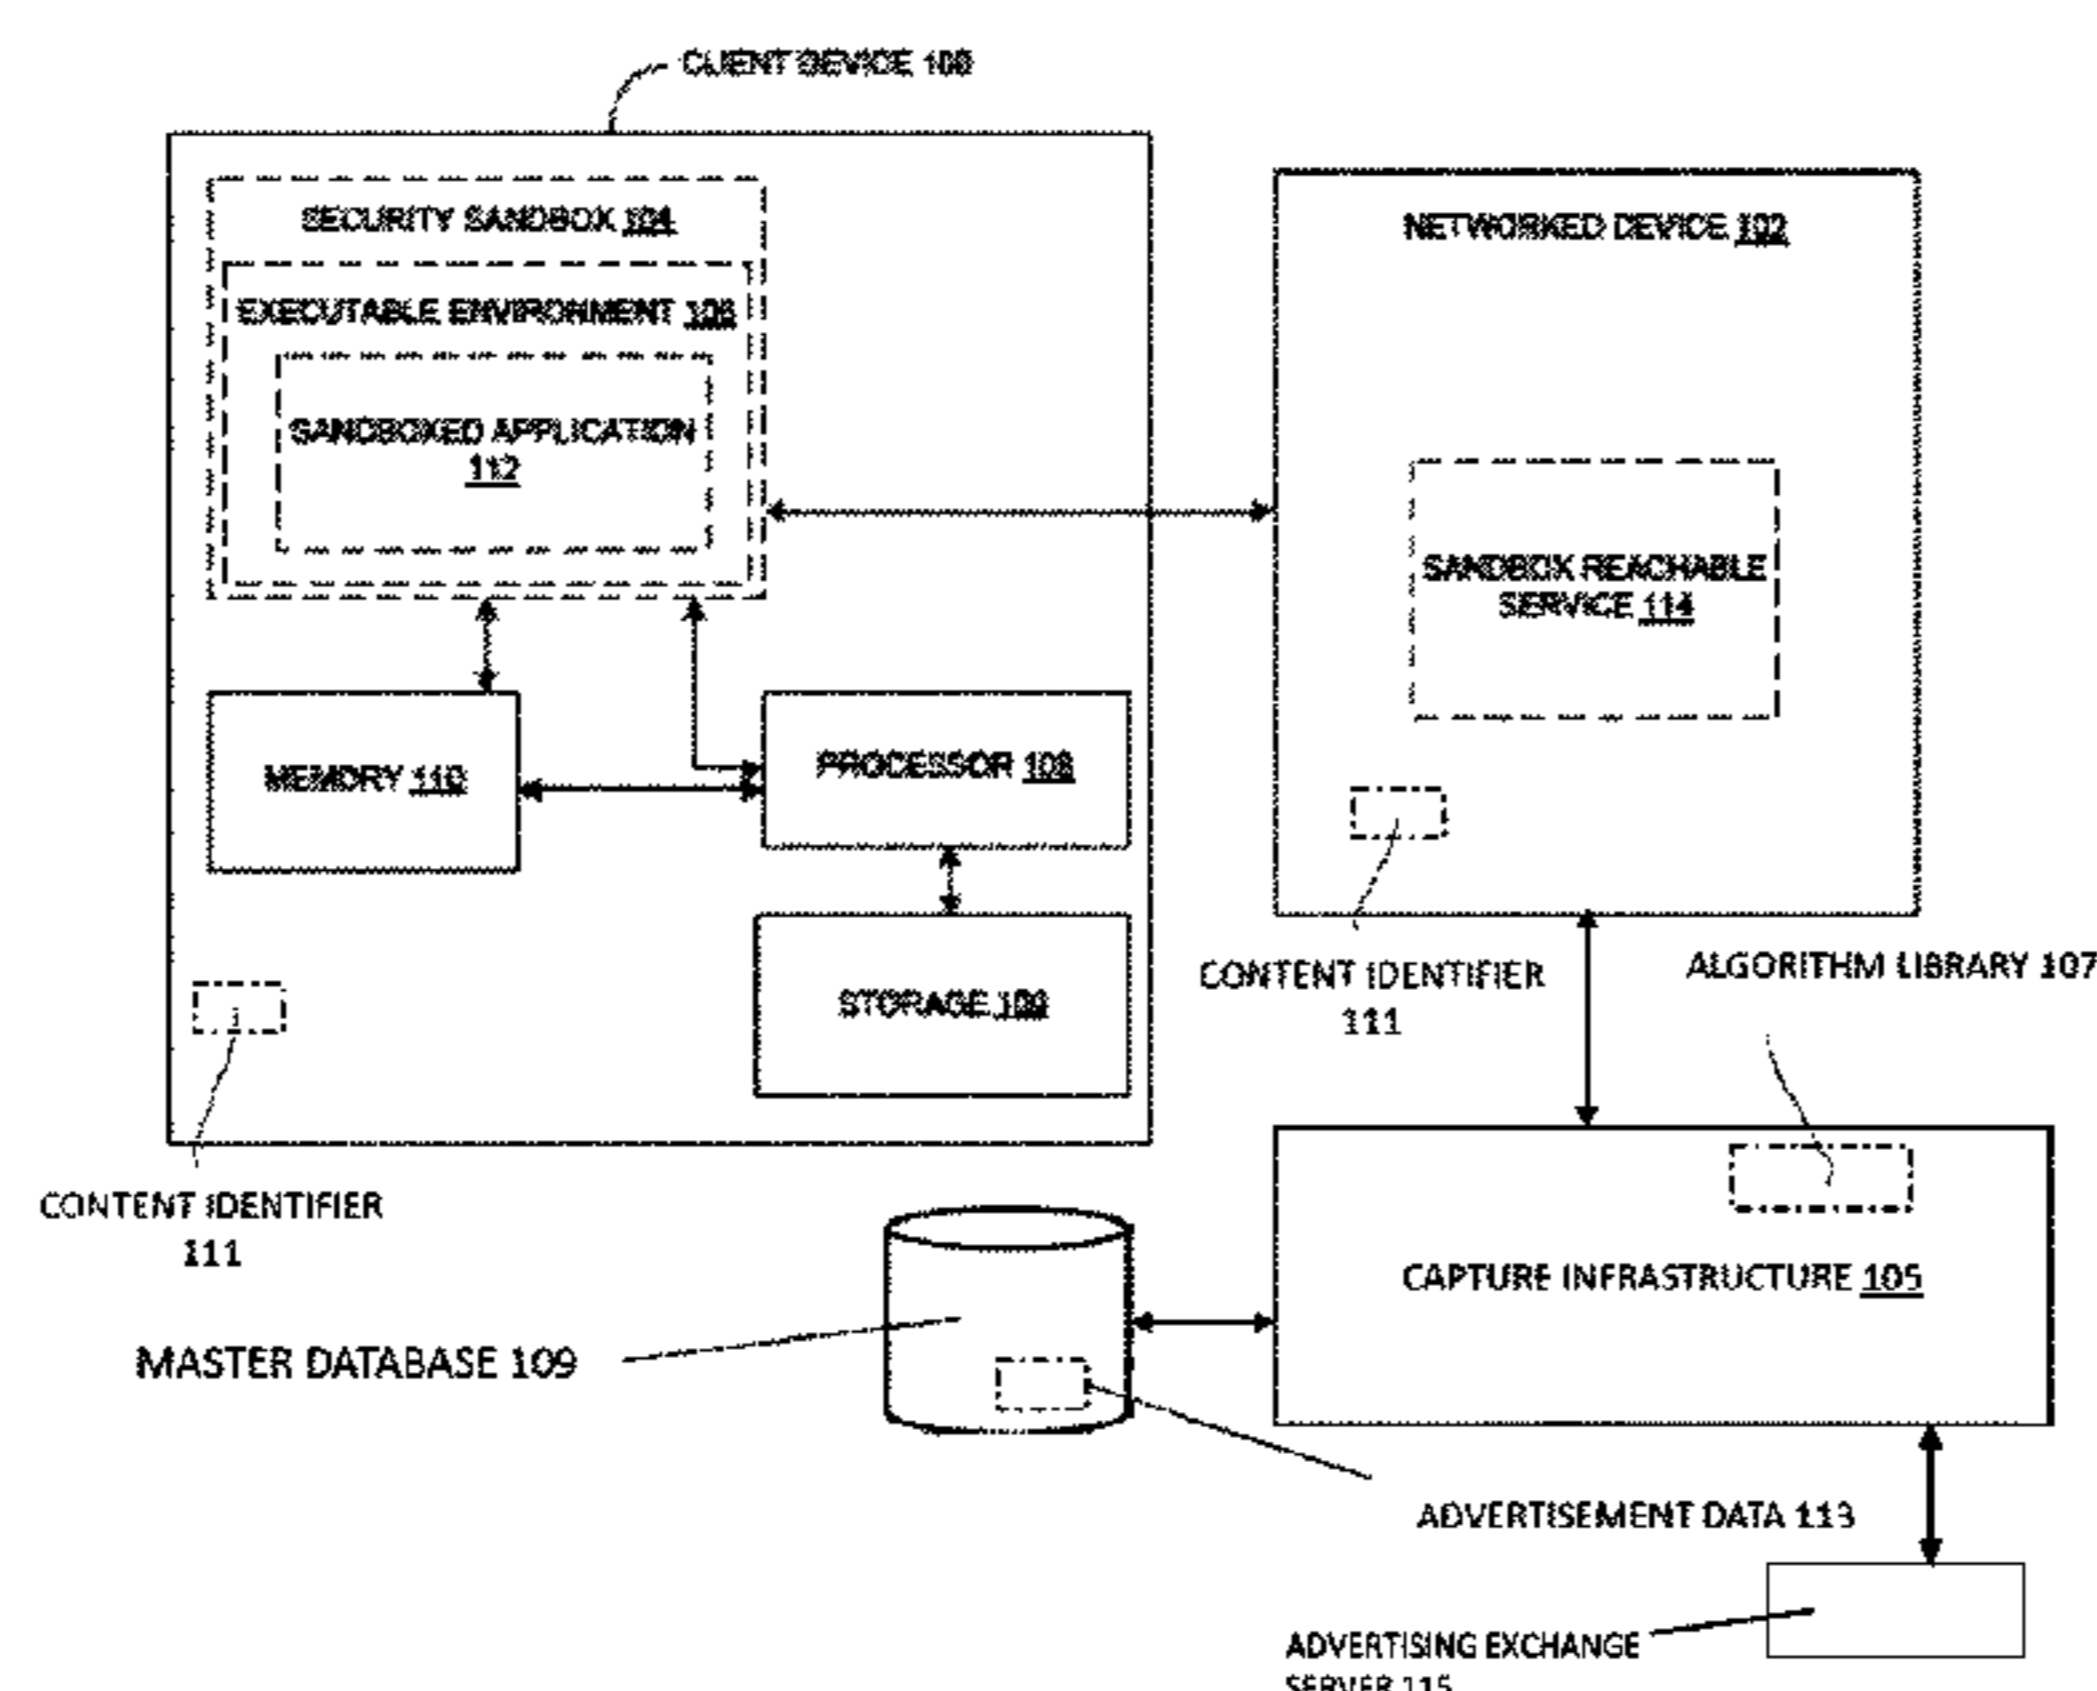 CLIENT DEVICE 100
SECURITY SANDBOX 104
EXECUTABLE ENVIRONMENT 106
SANDBOXED APPLICATION
112
NETWORKED DEVICE 102
SANDBOX REACHABLE
SERVICE 114
MEMORY 110
PROCESSOR 108
STORAGE 109
CONTENT IDENTIFIER
111
ALGORITHM LIBRARY 107
CONTENT IDENTIFIER
111
CAPTURE INFRASTRUCTURE 105
MASTER DATABASE 109
ADVERTISEMENT DATA 113
ADVERTISING EXCHANGE
SERVER 115